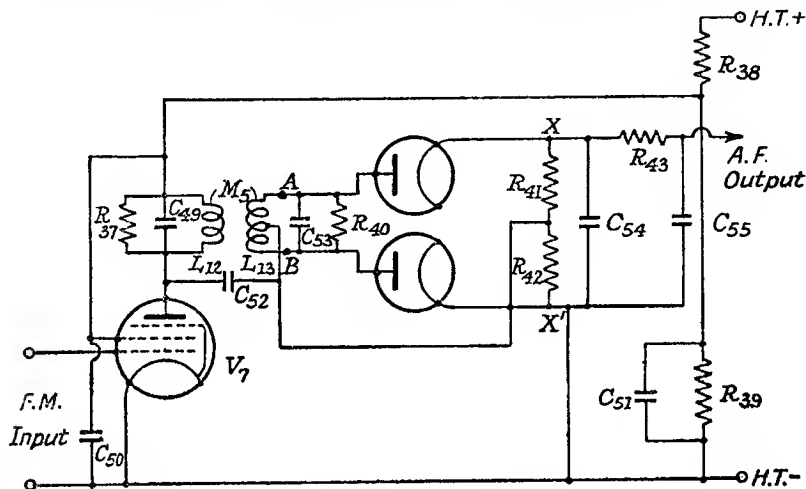 H.T.+
R38
X
R43
A.F.
Output
(M5)
A
R41
R37
C49
C53
R40
C54
C55
L12
L13
B
R42
C52
X'
V7
F.M.
Input
C50
C51
R39
H.T.-